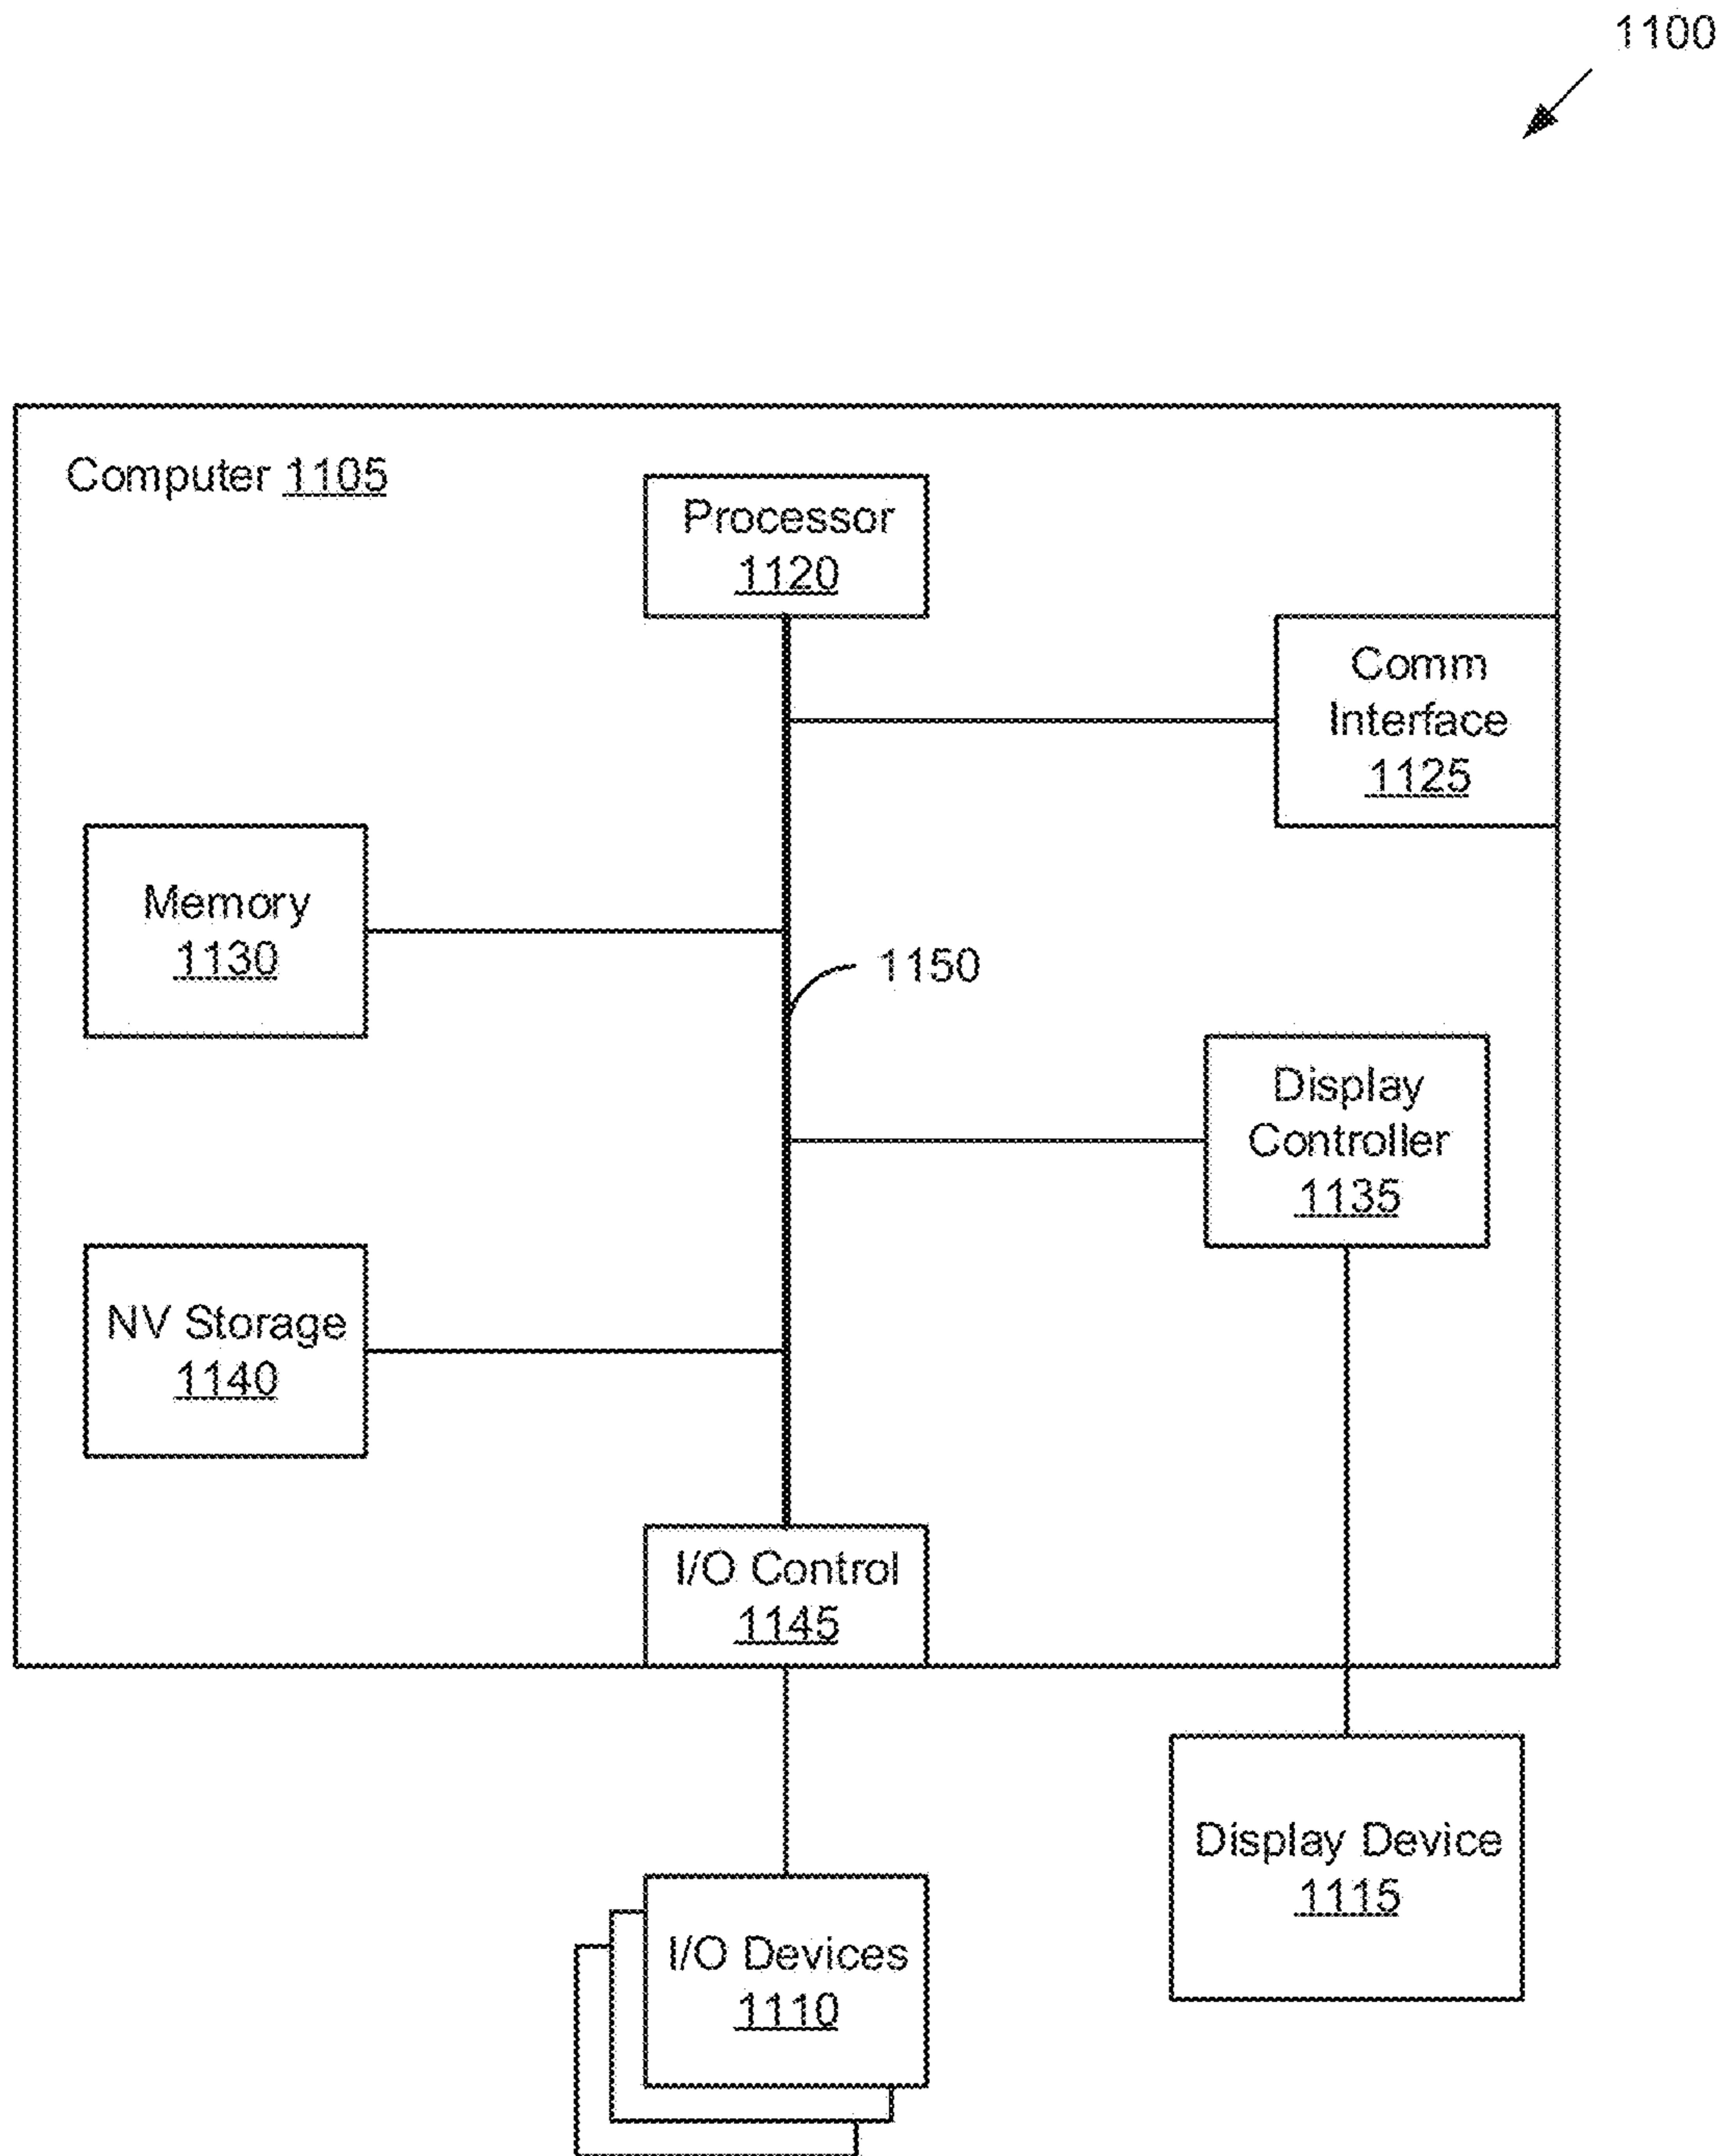 1100
Computer 1105
Processor
1120
Comm
Interface
1125
Memory
1130
1150
Display
Controller
1135
NV Storage
1140
I/O Control
1145
Display Device
1115
I/O Devices
1110